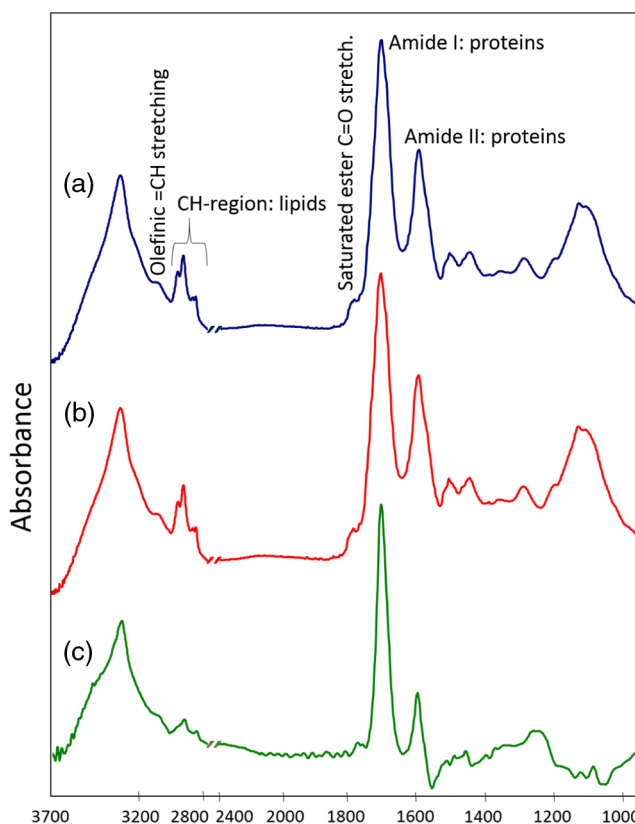 Amide I: proteins
Amide II: proteins
Saturated ester C=O stretch.
Olefinic =CH stretching
CH-region: lipids
(a)
(b)
(c)
Absorbance
3700 3200 2800 2400 2000 1800 1600 1400 1200 1000